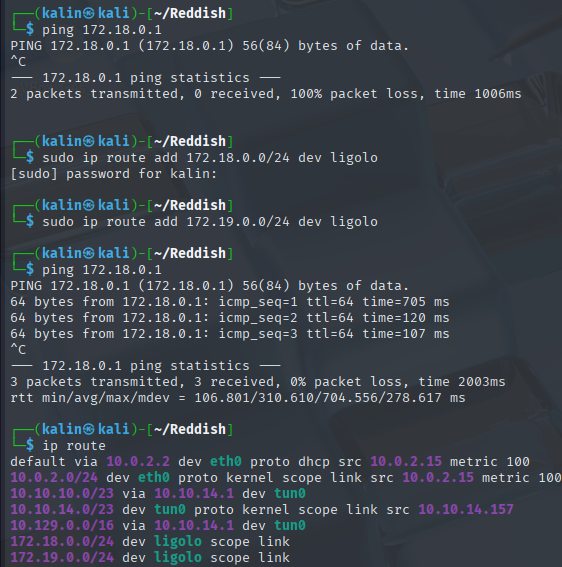 ┌──(kalin㉿kali)-[~/Reddish]
└─$ ping 172.18.0.1
PING 172.18.0.1 (172.18.0.1) 56(84) bytes of data.
^C
--- 172.18.0.1 ping statistics ---
2 packets transmitted, 0 received, 100% packet loss, time 1006ms
┌──(kalin㉿kali)-[~/Reddish]
└─$ sudo ip route add 172.18.0.0/24 dev ligolo
[sudo] password for kalin:
┌──(kalin㉿kali)-[~/Reddish]
└─$ sudo ip route add 172.19.0.0/24 dev ligolo
┌──(kalin㉿kali)-[~/Reddish]
└─$ ping 172.18.0.1
PING 172.18.0.1 (172.18.0.1) 56(84) bytes of data.
64 bytes from 172.18.0.1: icmp_seq=1 ttl=64 time=705 ms
64 bytes from 172.18.0.1: icmp_seq=2 ttl=64 time=120 ms
64 bytes from 172.18.0.1: icmp_seq=3 ttl=64 time=107 ms
^C
--- 172.18.0.1 ping statistics ---
3 packets transmitted, 3 received, 0% packet loss, time 2003ms
rtt min/avg/max/mdev = 106.801/310.610/704.556/278.617 ms
┌──(kalin㉿kali)-[~/Reddish]
└─$ ip route
default via 10.0.2.2 dev eth0 proto dhcp src 10.0.2.15 metric 100
10.0.2.0/24 dev eth0 proto kernel scope link src 10.0.2.15 metric 100
10.10.10.0/23 via 10.10.14.1 dev tun0
10.10.14.0/23 dev tun0 proto kernel scope link src 10.10.14.157
10.129.0.0/16 via 10.10.14.1 dev tun0
172.18.0.0/24 dev ligolo scope link
172.19.0.0/24 dev ligolo scope link